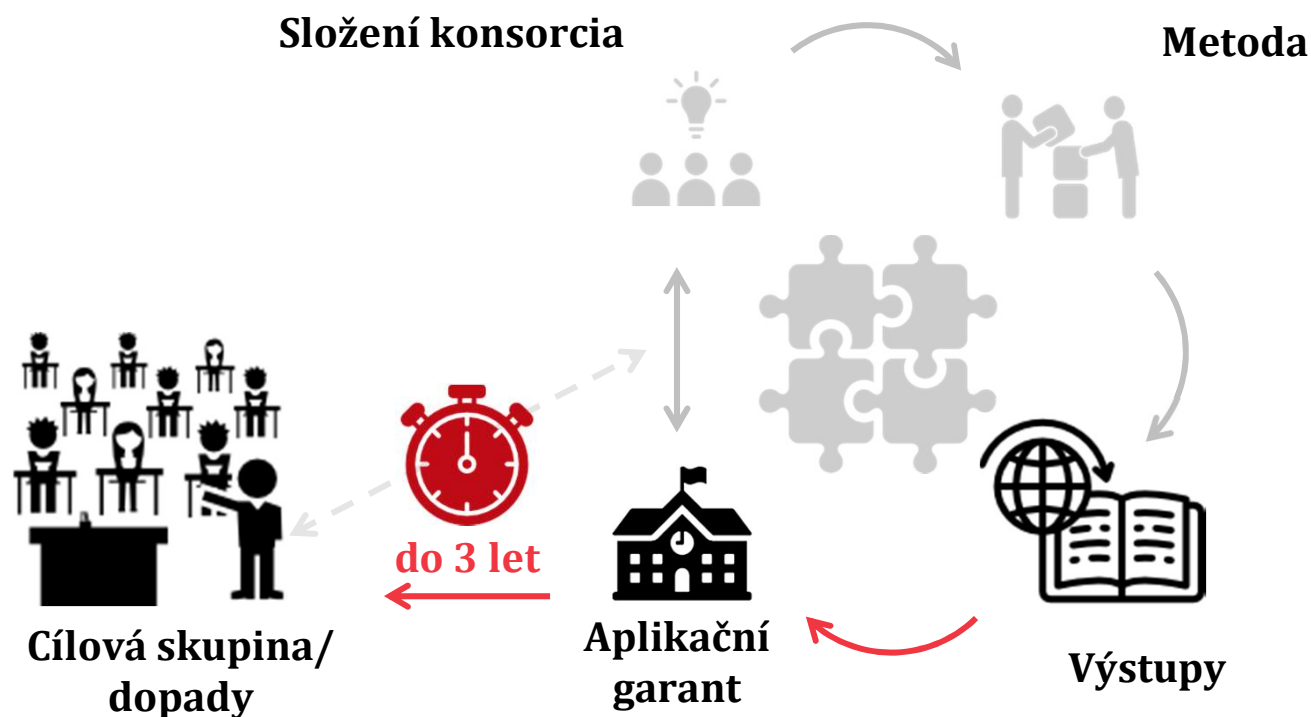 Složení konsorcia
Metoda
do 3 let
Cílová skupina/
dopady
Aplikační
garant
Výstupy